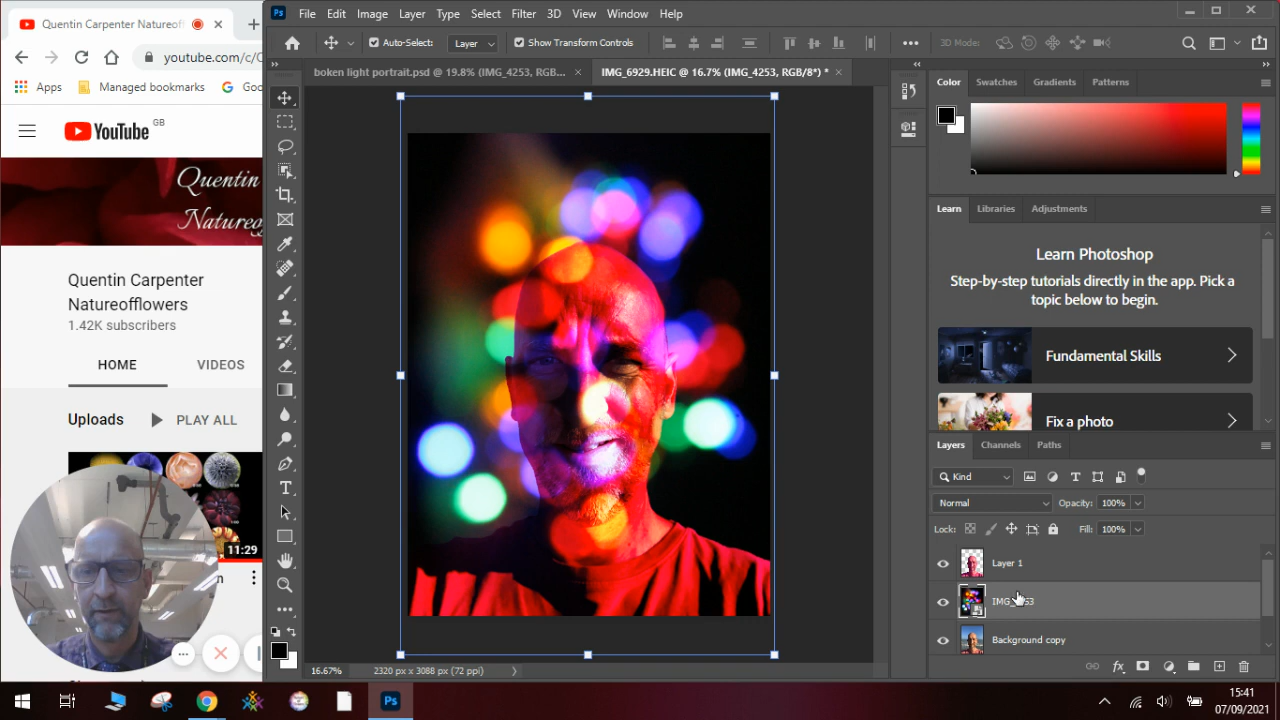 Quentin Carpenter Natureof
youtube.com/c/C
Apps
Managed bookmarks
Goo
YouTube GB
Quentin
Natureof
Quentin Carpenter
Natureofflowers
1.42K subscribers
HOME
VIDEOS
Uploads
PLAY ALL
11:29
n
Ps
File Edit Image Layer Type Select Filter 3D View Window Help
Auto-Select: Layer Show Transform Controls 3D Mode:
boken light portrait.psd @ 19.8% (IMG_4253, RGB...
IMG_6929.HEIC @ 16.7% (IMG_4253, RGB/8*) *
16.67%
2320 px x 3088 px (72 ppi)
Color Swatches Gradients Patterns
Learn Libraries Adjustments
Learn Photoshop
Step-by-step tutorials directly in the app. Pick a
topic below to begin.
Fundamental Skills
Fix a photo
Layers Channels Paths
Kind
Normal Opacity: 100%
Lock: Fill: 100%
Layer 1
IMG_4253
Background copy
Ps
15:41
07/09/2021